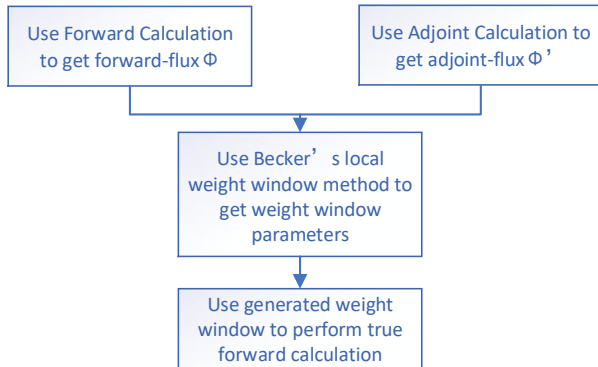 Use Forward Calculation
to get forward-flux Φ
Use Adjoint Calculation to
get adjoint-flux Φ’
Use Becker’s local
weight window method to
get weight window
parameters
Use generated weight
window to perform true
forward calculation